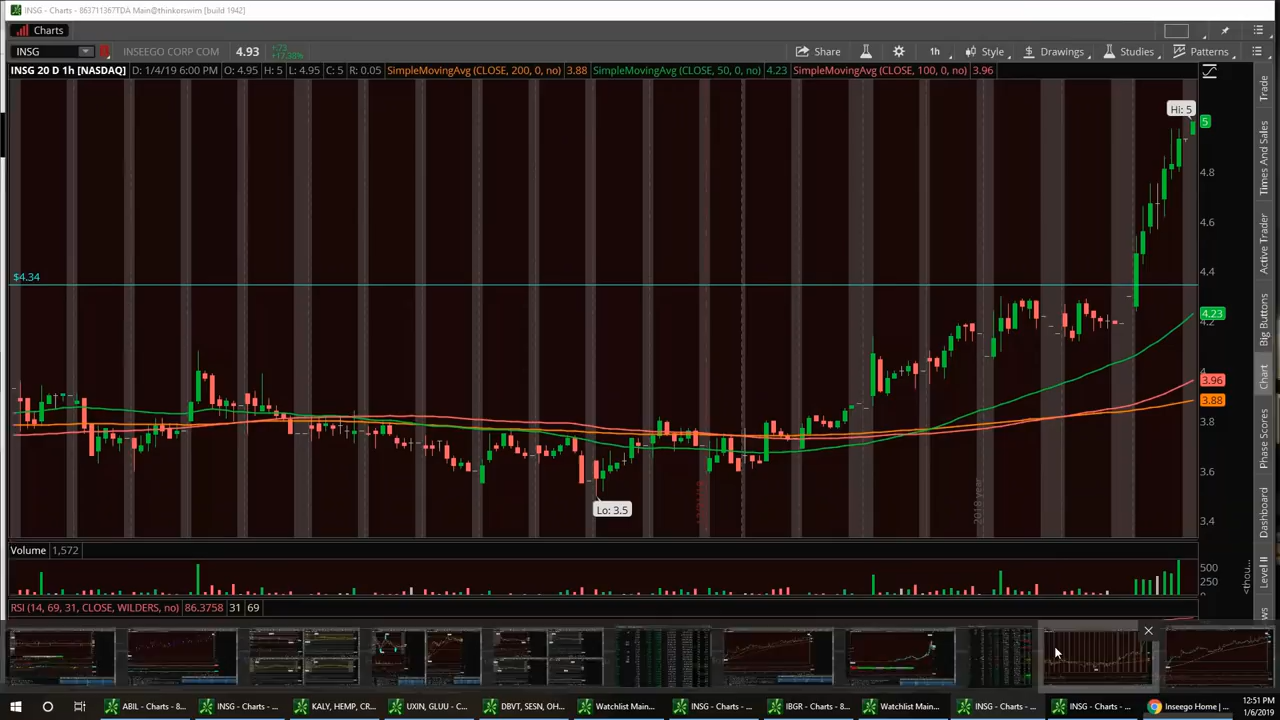 INSG - Charts - 863711367TDA Main@thinkorswim [build 1942]
Charts
INSG INSEEGO CORP COM 4.93 Share 1h Style Drawings Studies Patterns
INSG 20 D 1h [NASDAQ] D: 1/4/19 6:00 PM O: 4.95 H: 5 L: 4.95 C: 5 R: 0.05 SimpleMovingAvg (CLOSE, 200, 0, no) 3.88 SimpleMovingAvg (CLOSE, 50, 0, no) 4.23 SimpleMovingAvg (CLOSE, 100, 0, no) 3.96
Hi: 5
5
4.8
4.6
4.4
$4.34
4.23
4.2
4
3.96
3.88
3.8
3.6
Lo: 3.5
3.4
2018 year
Trade
Times And Sales
Active Trader
Big Buttons
Chart
Phase Scores
Dashboard
Level II
Volume 1,572
500
250
<thou...
RSI (14, 69, 31, CLOSE, WILDERS, no) 86.3758 31 69
ABIL - Charts - 8... INSG - Charts - ... KALY, HEMP, CR... UXIN, GLUU - C... DBVT, SESN, OH... Watchlist Main... INSG - Charts - ... IBGR - Charts - 8... Watchlist Main... INSG - Charts - ... INSG - Charts - ... Inseego Home | ...
12:51 PM
1/6/2019